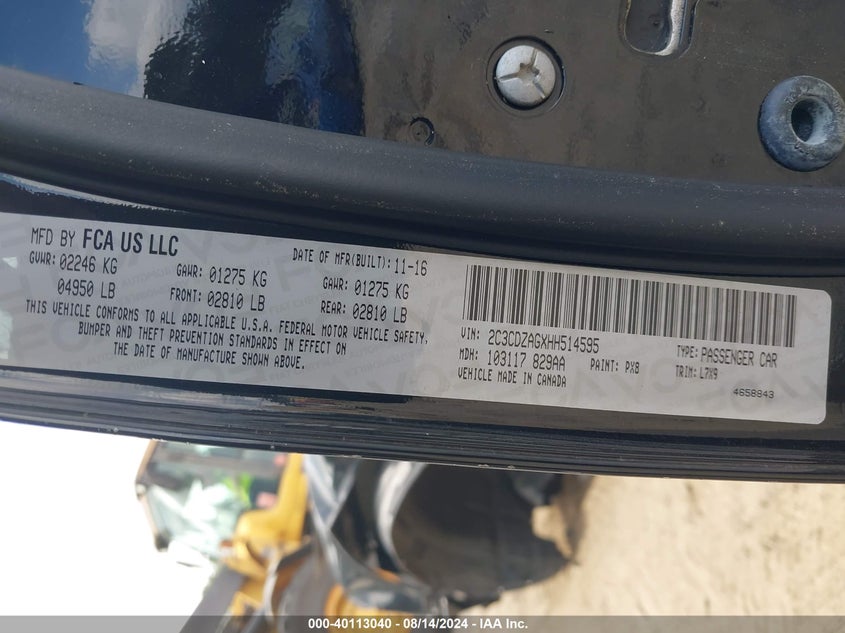 MFD BY FCA US LLC
DATE OF MFR(BUILT): 11-16
GVWR: 02246 KG
04950 LB
GAWR: 01275 KG
FRONT: 02810 LB
GAWR: 01275 KG
REAR: 02810 LB
THIS VEHICLE CONFORMS TO ALL APPLICABLE U.S.A. FEDERAL MOTOR VEHICLE SAFETY,
BUMPER AND THEFT PREVENTION STANDARDS IN EFFECT ON
THE DATE OF MANUFACTURE SHOWN ABOVE.
VIN: 2C3CDZAGXHH514595
TYPE: PASSENGER CAR
MDH: 103117 829AA
PAINT: PX8
TRIM: L7X9
VEHICLE MADE IN CANADA
4658843
000-40113040 - 08/14/2024 - IAA Inc.